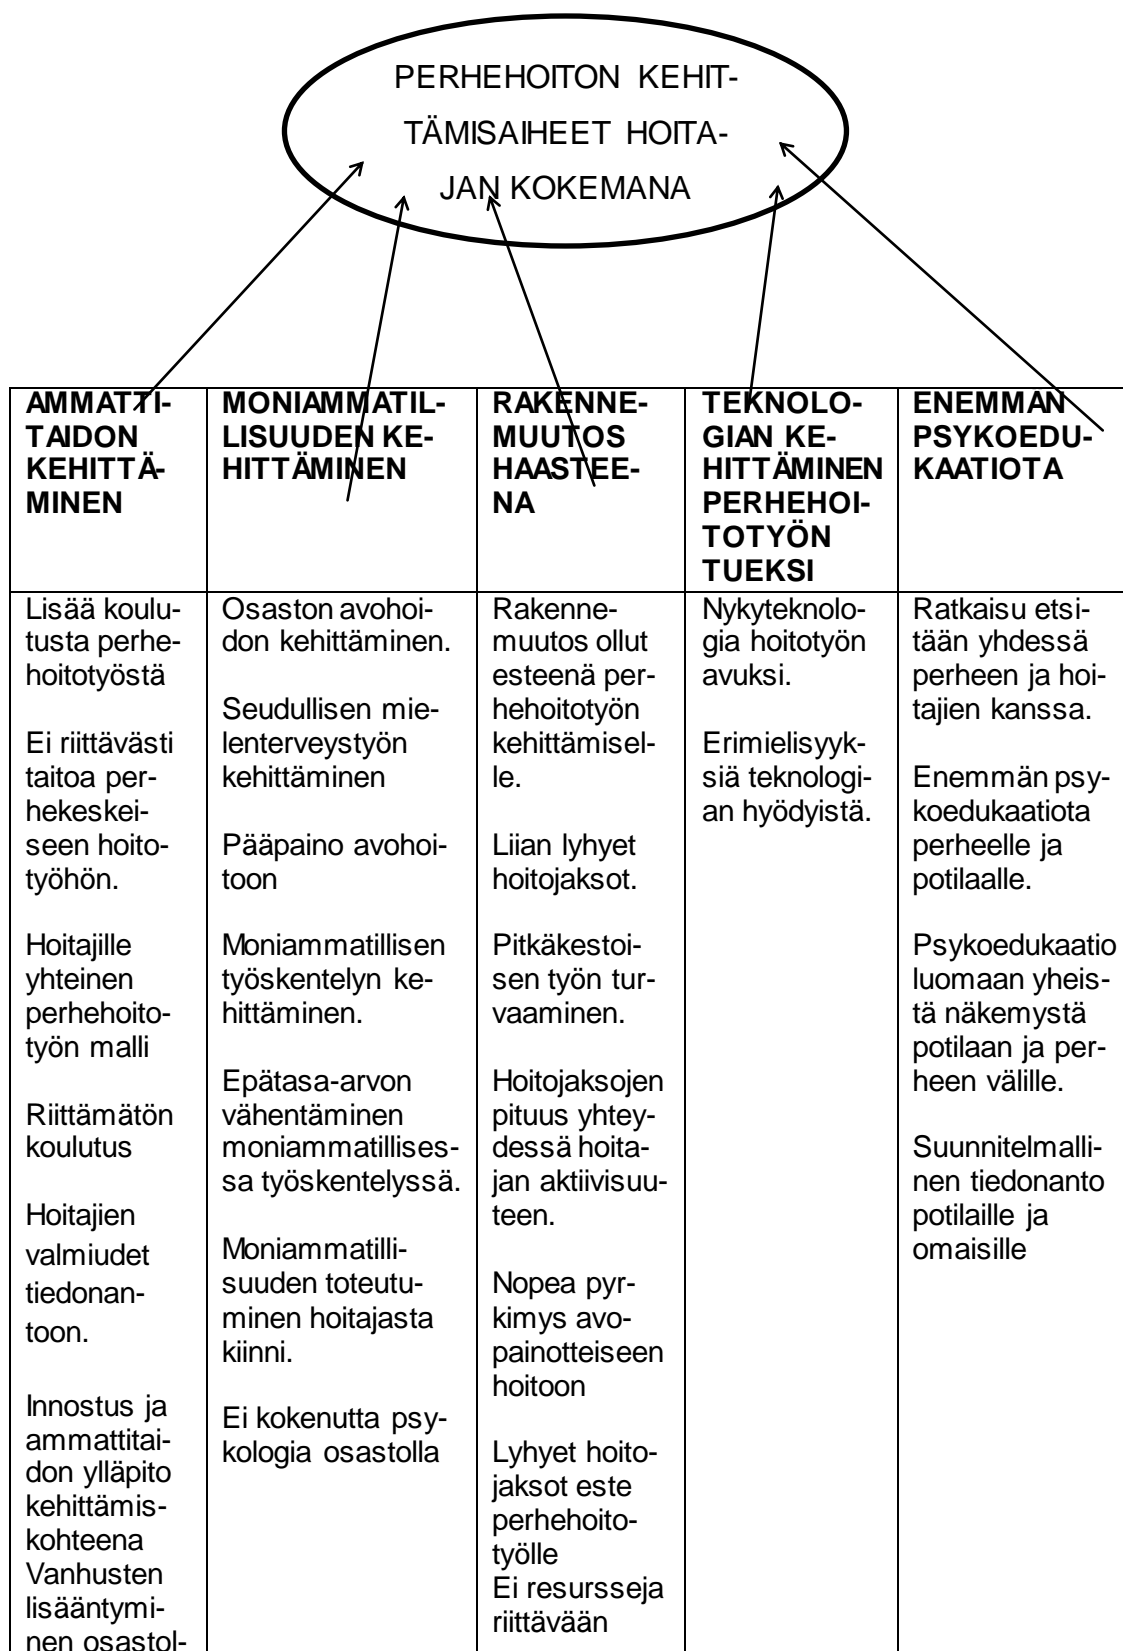 PERHEHOITON KEHIT-
TÄMISAIHEET HOITA-
JAN KOKEMANA
AMMATTI-
TAIDON
KEHITTÄ-
MINEN
MONIAMMATIL-
LISUUDEN KE-
HITTÄMINEN
RAKENNE-
MUUTOS
HAASTEE-
NA
TEKNOLO-
GIAN KE-
HITTÄMINEN
PERHEHOI-
TOTYÖN
TUEKSI
ENEMMÄN
PSYKOEDU-
KAATIOTA
Lisää koulu-
tusta perhe-
hoitotyöstä
Ei riittävästi
taitoa per-
hekeskei-
seen hoito-
työhön.
Hoitajille
yhteinen
perhehoito-
työn malli
Riittämätön
koulutus
Hoitajien
valmiudet
tiedonan-
toon.
Innostus ja
ammattitai-
don ylläpito
kehittämis-
kohteena
Vanhusten
lisääntymi-
nen osastol-
Osaston avohoi-
don kehittäminen.
Seudullisen mie-
lenterveystyön
kehittäminen
Pääpaino avohoi-
toon
Moniammatillisen
työskentelyn ke-
hittäminen.
Epätasa-arvon
vähentäminen
moniammatillises-
sa työskentelyssä.
Moniammatilli-
suuden toteutu-
minen hoitajasta
kiinni.
Ei kokenutta psy-
kologia osastolla
Rakenne-
muutos ollut
esteenä per-
hehoitotyön
kehittämisel-
le.
Liian lyhyet
hoitojaksot.
Pitkäkestoi-
sen työn tur-
vaaminen.
Hoitojaksojen
pituus yhtey-
dessä hoita-
jan aktiivisuu-
teen.
Nopea pyr-
kimys avo-
painotteiseen
hoitoon
Lyhyet hoito-
jaksot este
perhehoito-
työlle
Ei resursseja
riittävään
Nykyteknolo-
gia hoitotyön
avuksi.
Erimielisyyk-
siä teknologi-
an hyödyistä.
Ratkaisu etsi-
tään yhdessä
perheen ja hoi-
tajien kanssa.
Enemmän psy-
koedukaatiota
perheelle ja
potilaalle.
Psykoedukaatio
luomaan yheis-
tä näkemystä
potilaan ja per-
heen välille.
Suunnitelmalli-
nen tiedonanto
potilaille ja
omaisille